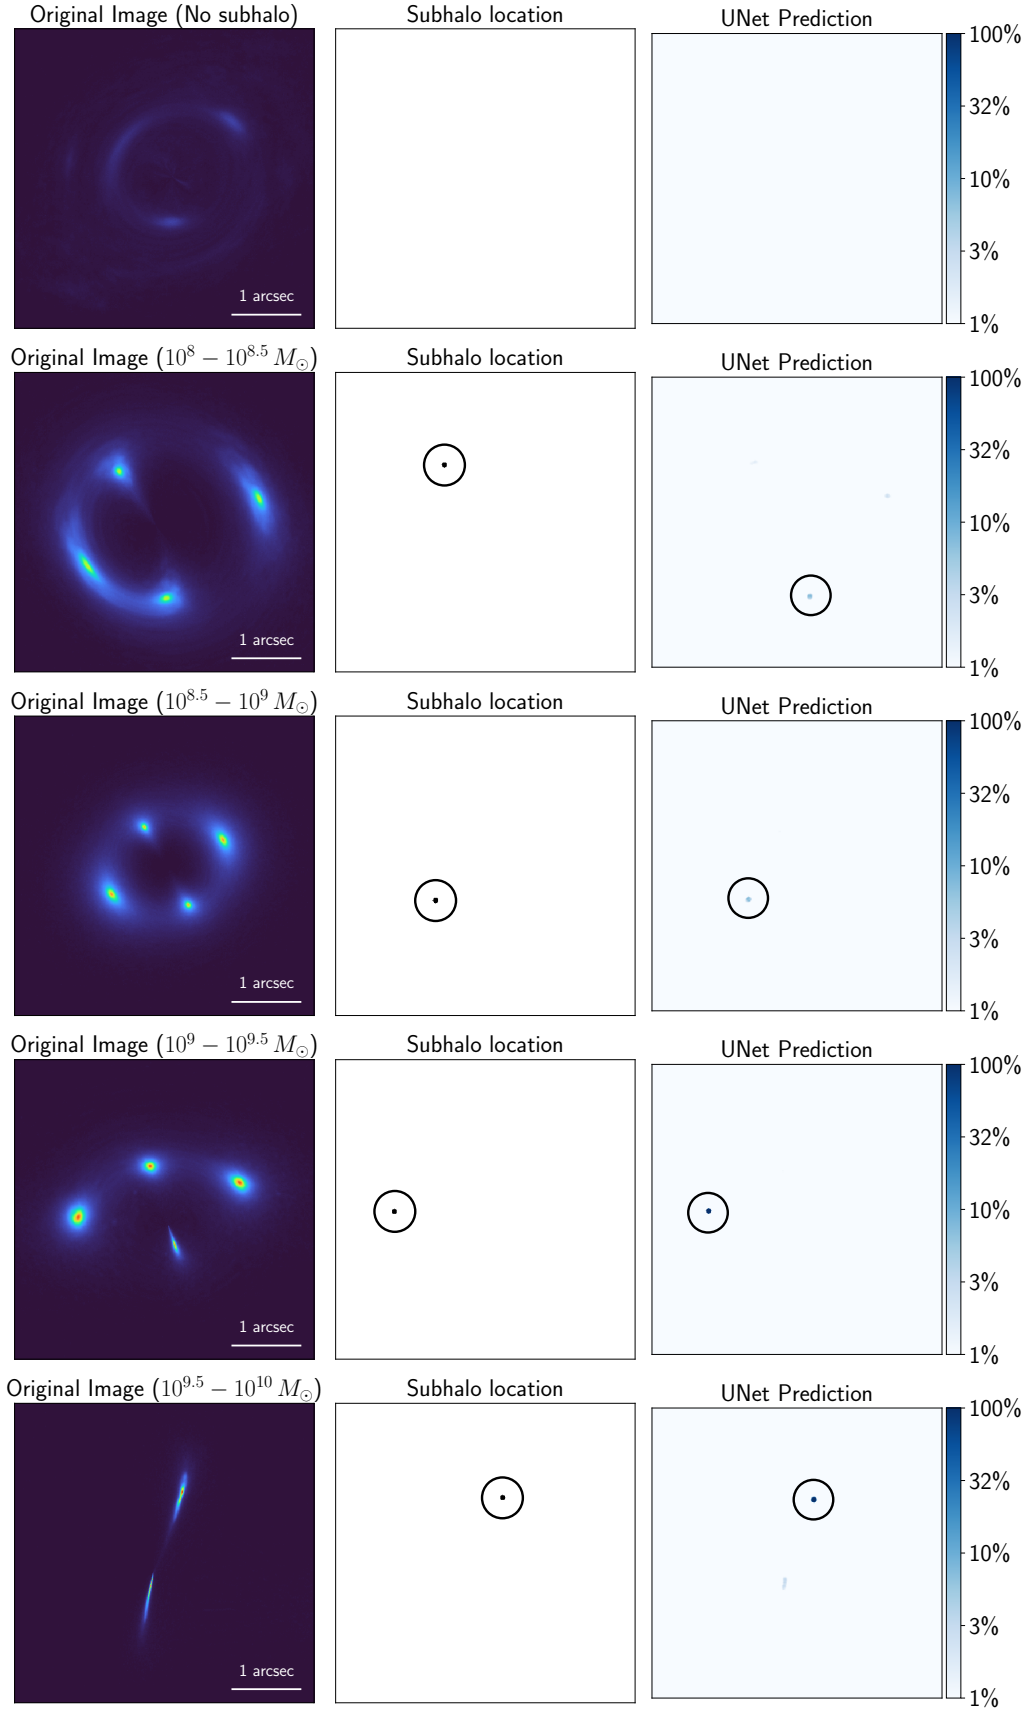 Original Image (No subhalo) Subhalo location UNet Prediction
100%
32%
10%
3%
1%
1 arcsec
Original Image (10^8 − 10^8.5 M⊙) Subhalo location UNet Prediction
100%
32%
10%
3%
1%
1 arcsec
Original Image (10^8.5 − 10^9 M⊙) Subhalo location UNet Prediction
100%
32%
10%
3%
1%
1 arcsec
Original Image (10^9 − 10^9.5 M⊙) Subhalo location UNet Prediction
100%
32%
10%
3%
1%
1 arcsec
Original Image (10^9.5 − 10^10 M⊙) Subhalo location UNet Prediction
100%
32%
10%
3%
1%
1 arcsec